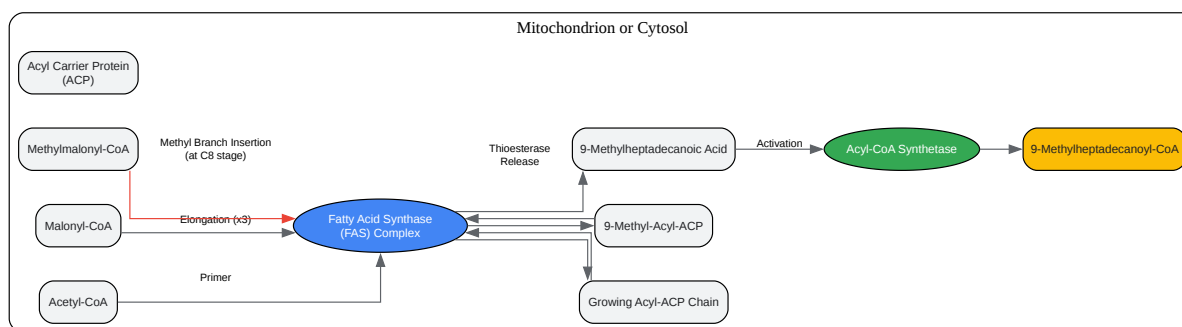 Mitochondrion or Cytosol
Acyl Carrier Protein
(ACP)
Methylmalonyl-CoA
Methyl Branch Insertion
(at C8 stage)
Thioesterase
Release
9-Methylheptadecanoic Acid
Activation
Acyl-CoA Synthetase
9-Methylheptadecanoyl-CoA
Malonyl-CoA
Elongation (x3)
Fatty Acid Synthase
(FAS) Complex
9-Methyl-Acyl-ACP
Primer
Acetyl-CoA
Growing Acyl-ACP Chain